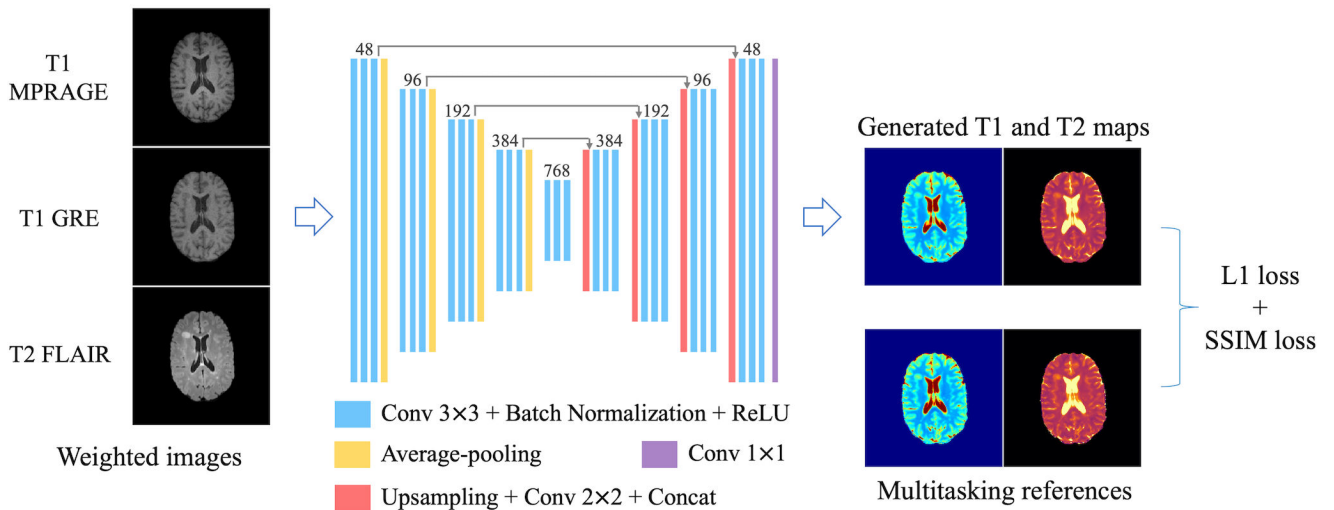 T1
MPRAGE
T1 GRE
T2 FLAIR
Weighted images
48
96
192
384
768
384
192
96
48
Conv 3×3 + Batch Normalization + ReLU
Average-pooling
Conv 1×1
Upsampling + Conv 2×2 + Concat
Generated T1 and T2 maps
Multitasking references
L1 loss
+
SSIM loss